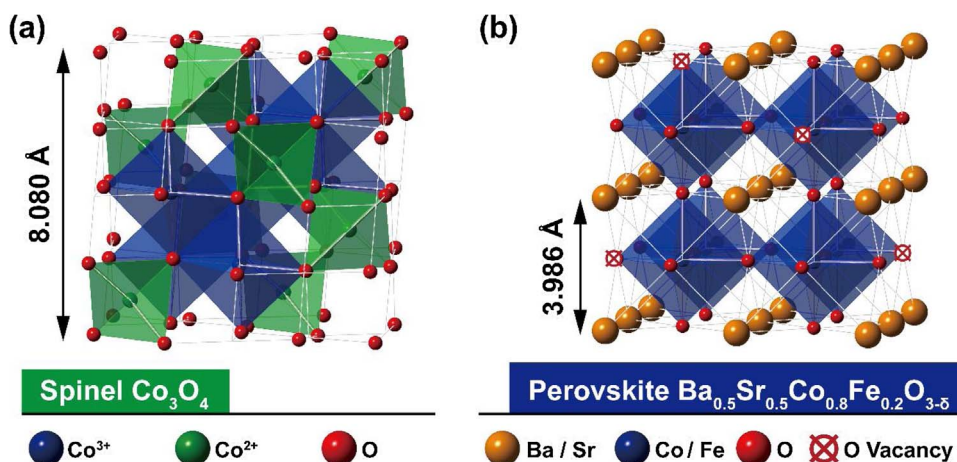 (a)
8.080 Å
Spinel Co₃O₄
Co³⁺
Co²⁺
O
(b)
3.986 Å
Perovskite Ba₀.₅Sr₀.₅Co₀.₈Fe₀.₂O₃₋δ
Ba / Sr
Co / Fe
O
O Vacancy